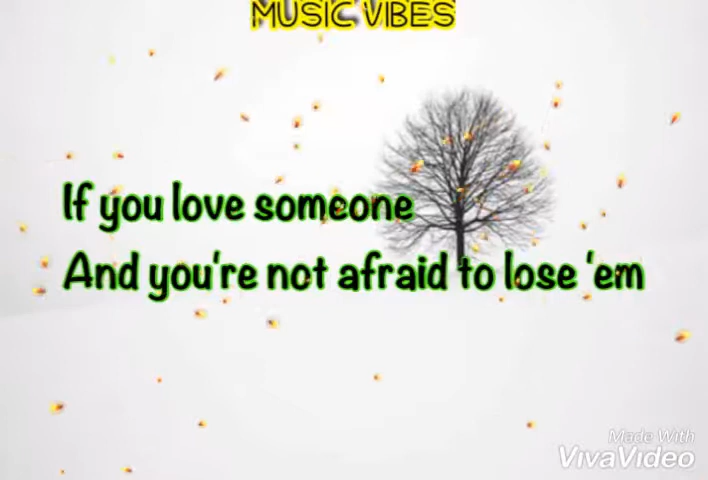 MUSIC VIBES
If you love someone
And you're not afraid to lose 'em
Made With
VivaVideo